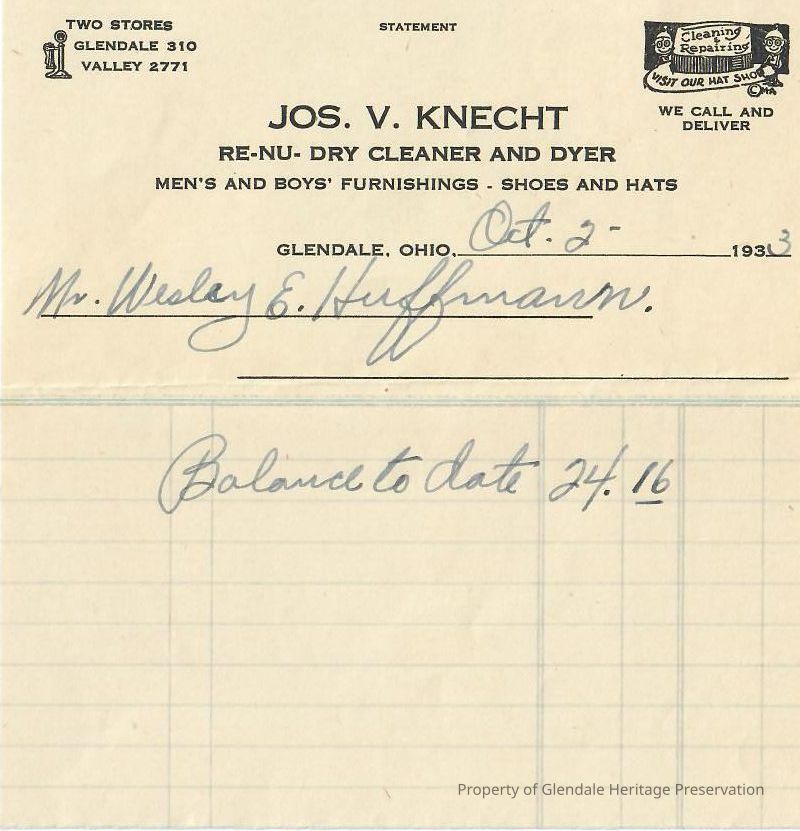 TWO STORES
GLENDALE 310
VALLEY 2771
STATEMENT
Cleaning
&
Repairing
VISIT OUR HAT SHOP
©MA
WE CALL AND
DELIVER
JOS. V. KNECHT
RE-NU- DRY CLEANER AND DYER
MEN'S AND BOYS' FURNISHINGS - SHOES AND HATS
GLENDALE, OHIO, Oct. 2- 1933
Mr. Wesley E. Huffmann.
Balance to date 24.16
Property of Glendale Heritage Preservation